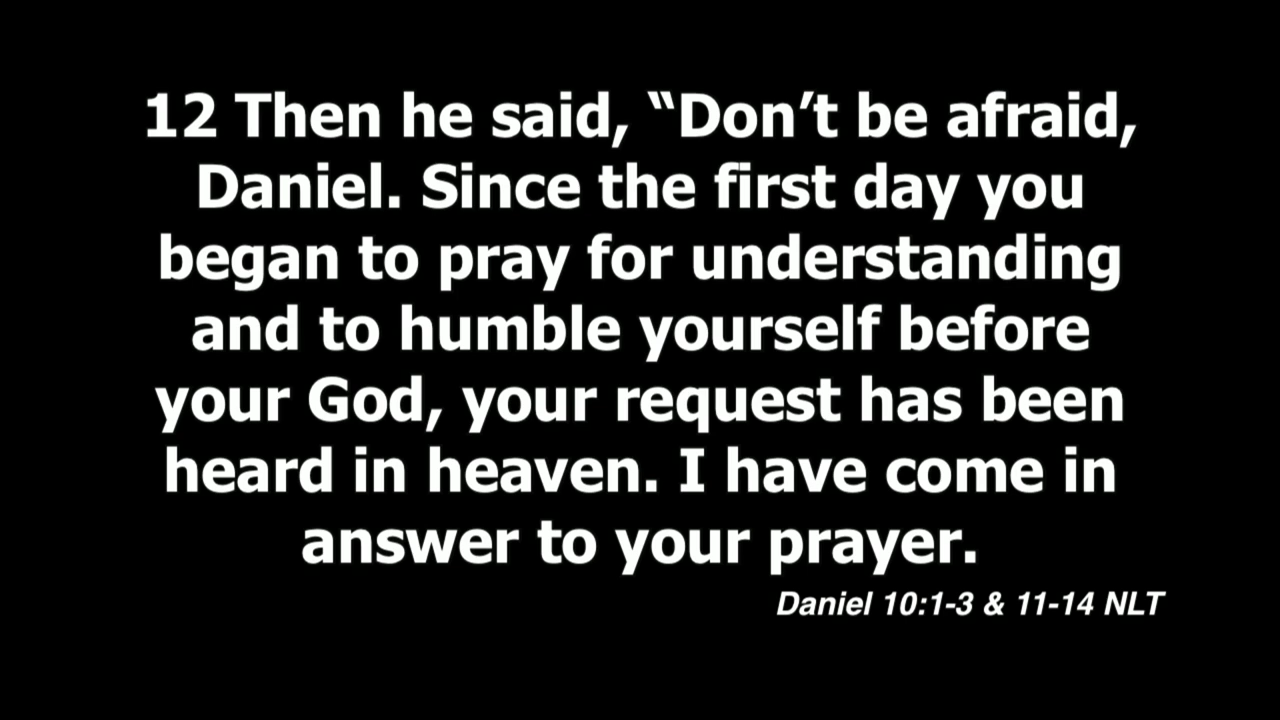 12 Then he said, “Don’t be afraid,
Daniel. Since the first day you
began to pray for understanding
and to humble yourself before
your God, your request has been
heard in heaven. I have come in
answer to your prayer.
Daniel 10:1-3 & 11-14 NLT